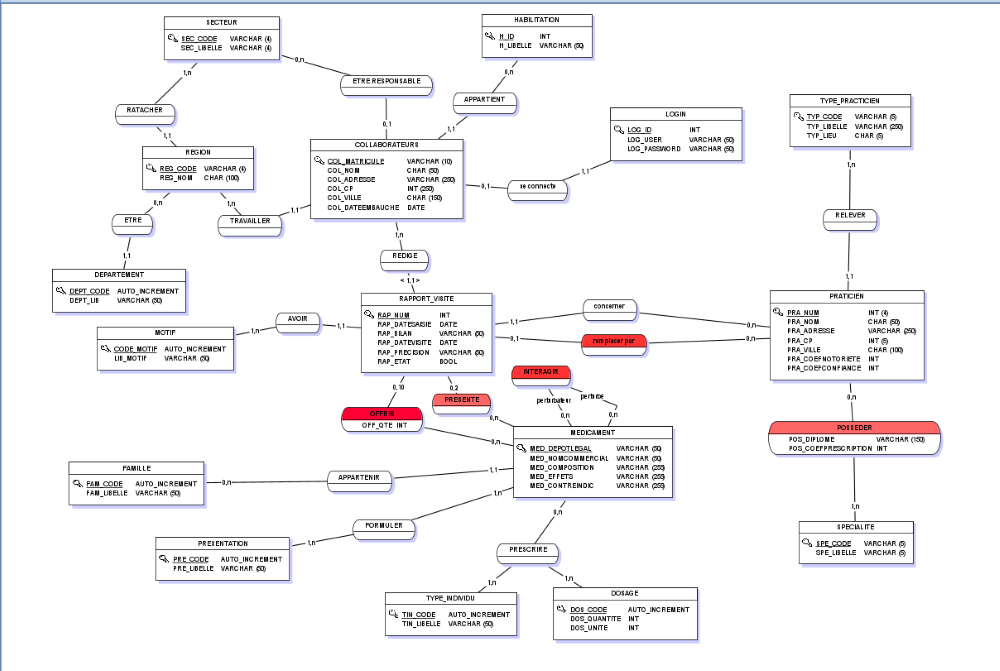 SECTEUR
SEC_CODE VARCHAR (4)
SEC_LIBELLE VARCHAR (4)
HABILITATION
H_ID INT
H_LIBELLE VARCHAR (50)
0,n
1,n
0,n
ETRE RESPONSABLE
APPARTIENT
RATACHER
0,1
1,1
1,1
LOGIN
LOG_ID INT
LOG_USER VARCHAR (50)
LOG_PASSWORD VARCHAR (50)
TYPE_PRACTICIEN
TYP_CODE VARCHAR (5)
TYP_LIBELLE VARCHAR (250)
TYP_LIEU CHAR (5)
REGION
REG_CODE VARCHAR (4)
REG_NOM CHAR (100)
COLLABORATEURS
COL_MATRICULE VARCHAR (10)
COL_NOM CHAR (50)
COL_ADRESSE VARCHAR (250)
COL_CP INT (250)
COL_VILLE CHAR (150)
COL_DATEEMBAUCHE DATE
0,1
se connecte
1,1
1,n
0,n
1,n
ETRE
TRAVAILLER
1,1
RELEVER
1,n
1,1
REDIGE
1,1
< 1,1 >
1,1
DEPARTEMENT
DEPT_CODE AUTO_INCREMENT
DEPT_LIB VARCHAR (50)
RAPPORT_VISITE
RAP_NUM INT
RAP_DATESAISIE DATE
RAP_BILAN VARCHAR (50)
RAP_DATEVISITE DATE
RAP_PRECISION VARCHAR (50)
RAP_ETAT BOOL
PRATICIEN
PRA_NUM INT (4)
PRA_NOM CHAR (50)
PRA_ADRESSE VARCHAR (250)
PRA_CP INT (5)
PRA_VILLE CHAR (100)
PRA_COEFNOTORIETE INT
PRA_COEFCONFIANCE INT
concerner
1,1
0,n
AVOIR
1,n
1,1
MOTIF
CODE_MOTIF AUTO_INCREMENT
LIB_MOTIF VARCHAR (50)
0,1
remplacer par
0,n
INTERAGIR
perturbateur
perturbe
0,n
0,n
0,10
0,2
PRESENTE
0,n
OFFRIR
OFF_QTE INT
0,n
0,n
POSSEDER
POS_DIPLOME VARCHAR (150)
POS_COEFPRESCRIPTION INT
MEDICAMENT
MED_DEPOTLEGAL VARCHAR (50)
MED_NOMCOMMERCIAL VARCHAR (50)
MED_COMPOSITION VARCHAR (255)
MED_EFFETS VARCHAR (255)
MED_CONTREINDIC VARCHAR (255)
FAMILLE
FAM_CODE AUTO_INCREMENT
FAM_LIBELLE VARCHAR (50)
0,n
APPARTENIR
1,1
1,n
FORMULER
1,n
0,n
1,n
PRESENTATION
PRE_CODE AUTO_INCREMENT
PRE_LIBELLE VARCHAR (50)
PRESCRIRE
SPECIALITE
SPE_CODE VARCHAR (5)
SPE_LIBELLE VARCHAR (5)
1,n
1,n
TYPE_INDIVIDU
TIN_CODE AUTO_INCREMENT
TIN_LIBELLE VARCHAR (50)
DOSAGE
DOS_CODE AUTO_INCREMENT
DOS_QUANTITE INT
DOS_UNITE INT